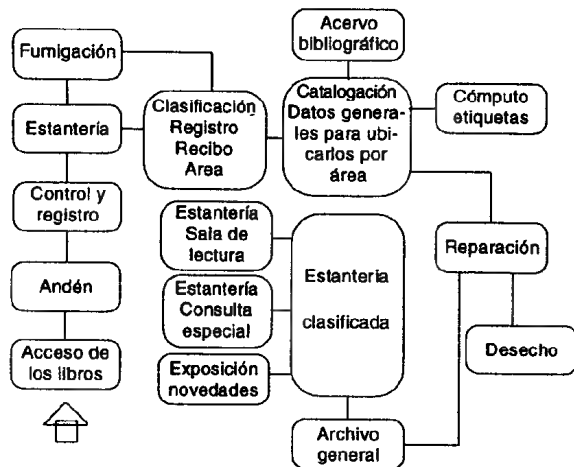 Acervo
bibliográfico
Fumigación
Clasificación
Registro
Recibo
Area
Catalogación
Datos genera-
les para ubi-
carlos por
área
Cómputo
etiquetas
Estantería
Control y
registro
Estantería
Sala de
lectura
Estantería
clasificada
Reparación
Andén
Estantería
Consulta
especial
Desecho
Acceso de
los libros
Exposición
novedades
Archivo
general